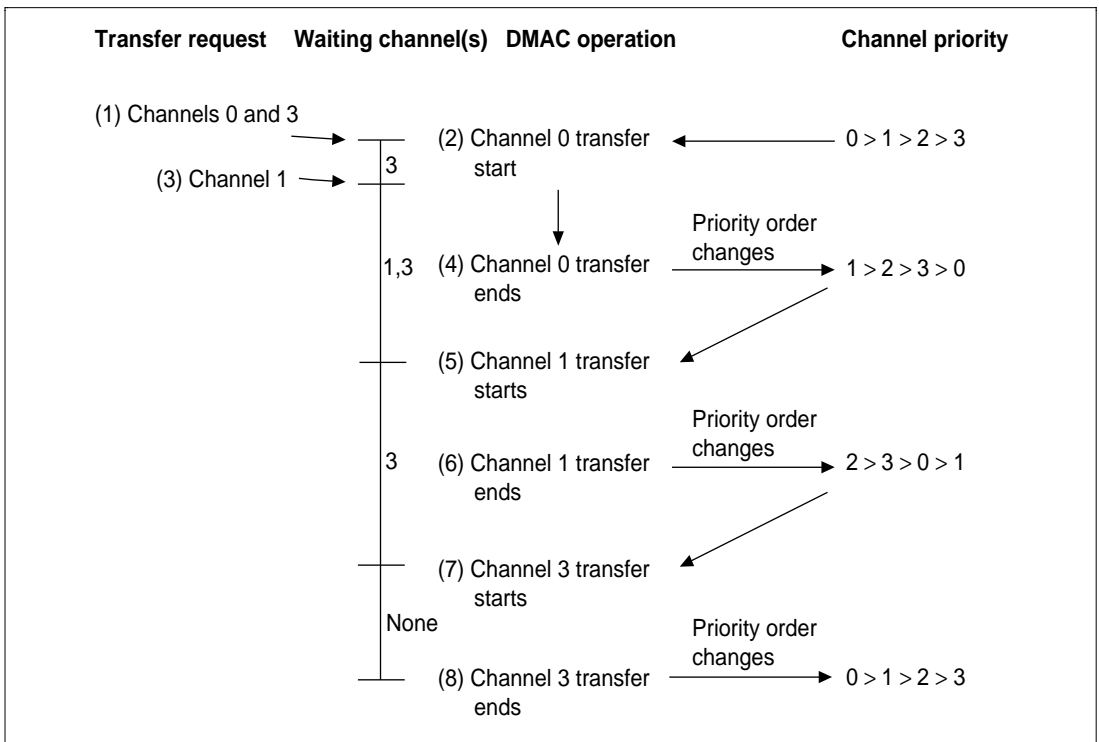 Transfer request Waiting channel(s) DMAC operation Channel priority
(1) Channels 0 and 3
(2) Channel 0 transfer start
0 > 1 > 2 > 3
3
(3) Channel 1
Priority order
changes
1,3
(4) Channel 0 transfer
ends
1 > 2 > 3 > 0
(5) Channel 1 transfer
starts
Priority order
changes
3
(6) Channel 1 transfer
ends
2 > 3 > 0 > 1
(7) Channel 3 transfer
starts
None
Priority order
changes
(8) Channel 3 transfer
ends
0 > 1 > 2 > 3